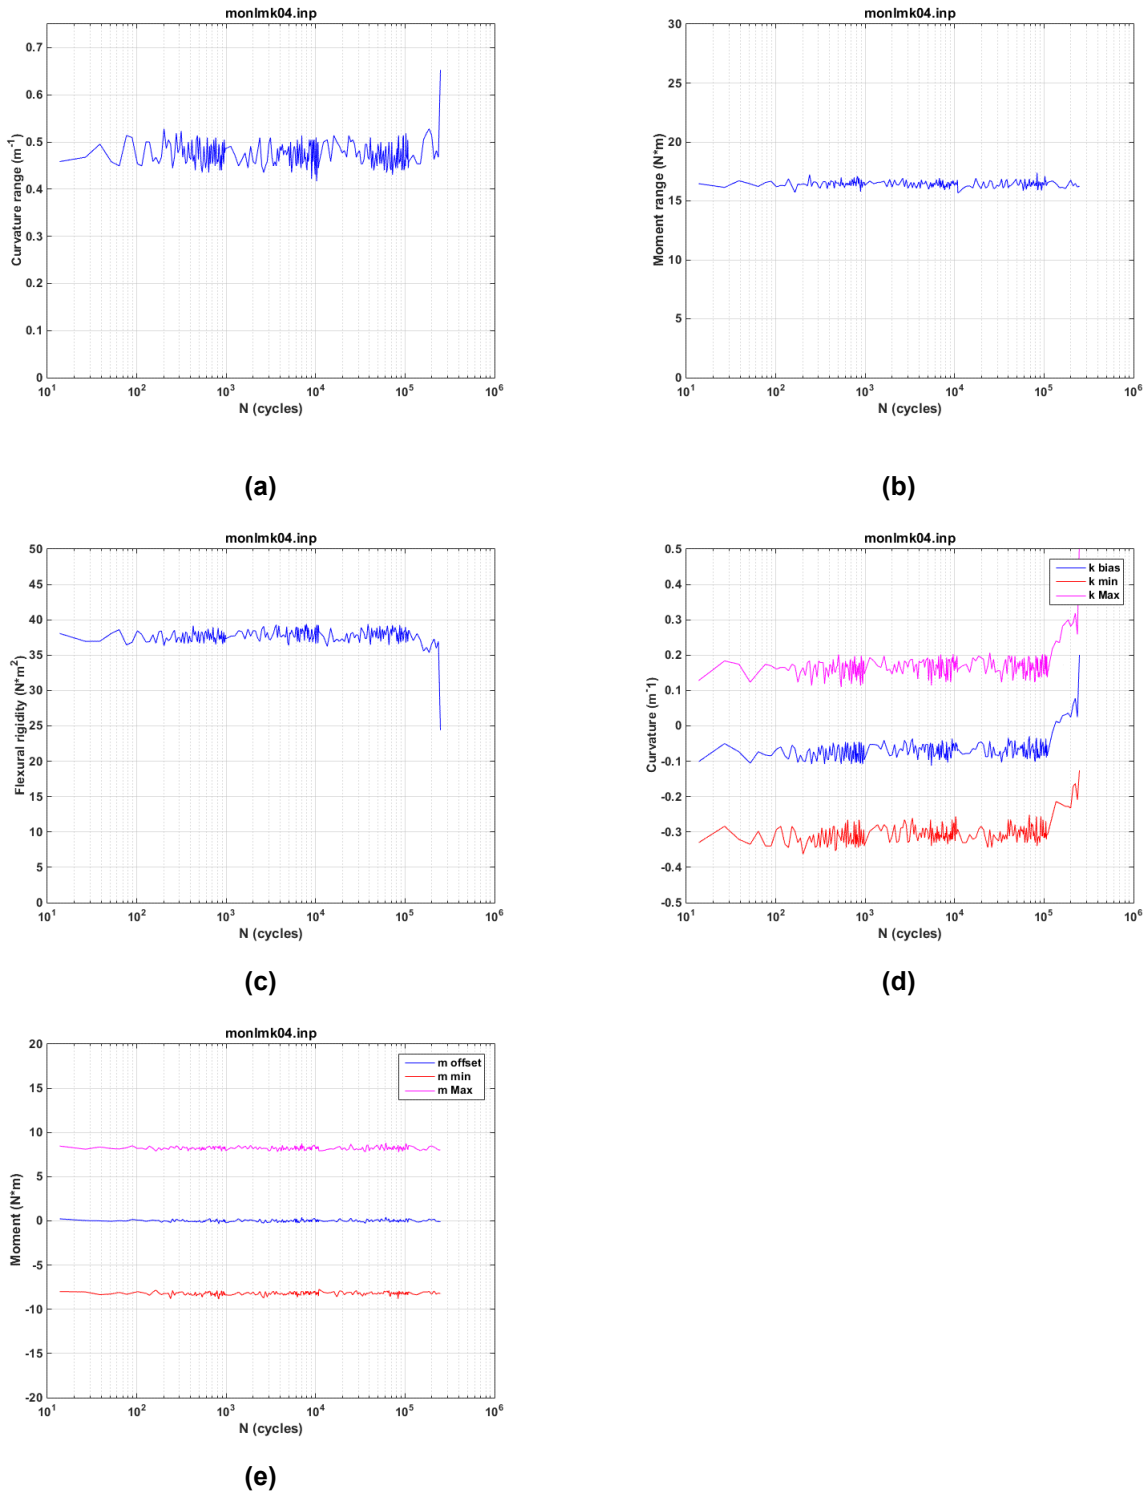 monlmk04.inp
Curvature range (m⁻¹)
0.7
0.6
0.5
0.4
0.3
0.2
0.1
0
10¹ 10² 10³ 10⁴ 10⁵ 10⁶
N (cycles)
(a)
monlmk04.inp
Moment range (N*m)
30
25
20
15
10
5
0
10¹ 10² 10³ 10⁴ 10⁵ 10⁶
N (cycles)
(b)
monlmk04.inp
Flexural rigidity (N*m²)
50
45
40
35
30
25
20
15
10
5
0
10¹ 10² 10³ 10⁴ 10⁵ 10⁶
N (cycles)
(c)
monlmk04.inp
Curvature (m⁻1)
0.5
0.4
0.3
0.2
0.1
0
-0.1
-0.2
-0.3
-0.4
-0.5
k bias
k min
k Max
10¹ 10² 10³ 10⁴ 10⁵ 10⁶
N (cycles)
(d)
monlmk04.inp
Moment (N*m)
20
15
10
5
0
-5
-10
-15
-20
m offset
m min
m Max
10¹ 10² 10³ 10⁴ 10⁵ 10⁶
N (cycles)
(e)